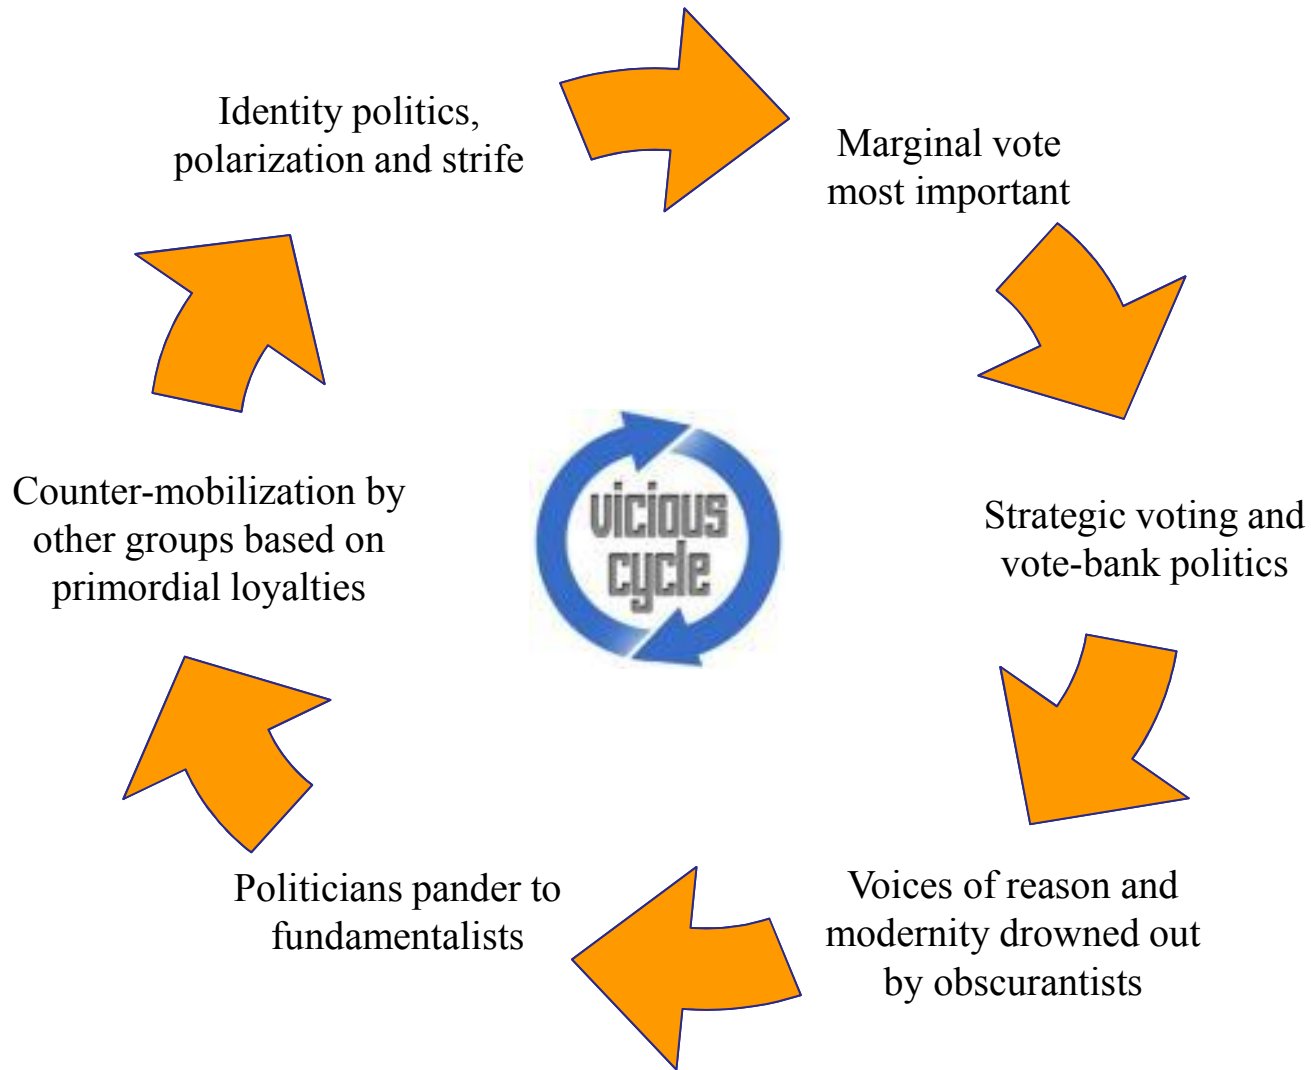 Identity politics,
polarization and strife
Marginal vote
most important
Strategic voting and
vote-bank politics
Voices of reason and
modernity drowned out
by obscurantists
Politicians pander to
fundamentalists
Counter-mobilization by
other groups based on
primordial loyalties
vicious
cycle